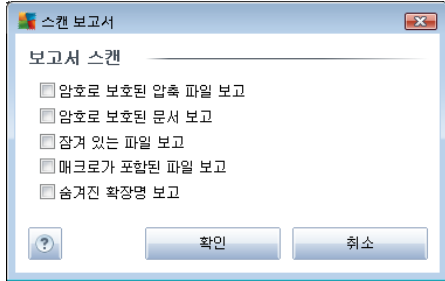 스캔 보고서
보고서 스캔
암호로 보호된 압축 파일 보고
암호로 보호된 문서 보고
잠겨 있는 파일 보고
매크로가 포함된 파일 보고
숨겨진 확장명 보고
? 확인 취소